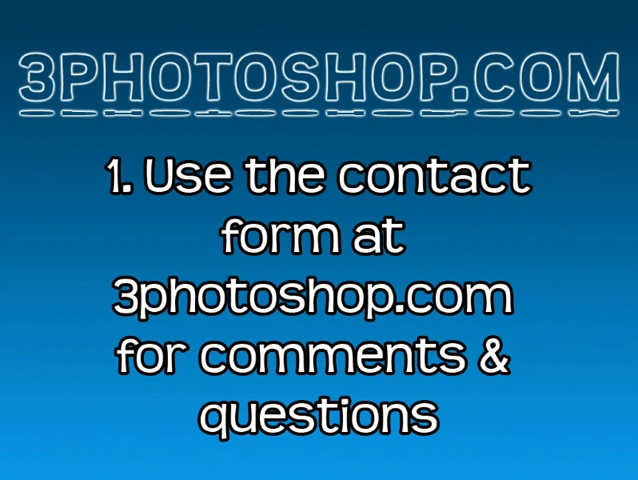 3PHOTOSHOP.COM
1. Use the contact
form at
3photoshop.com
for comments &
questions